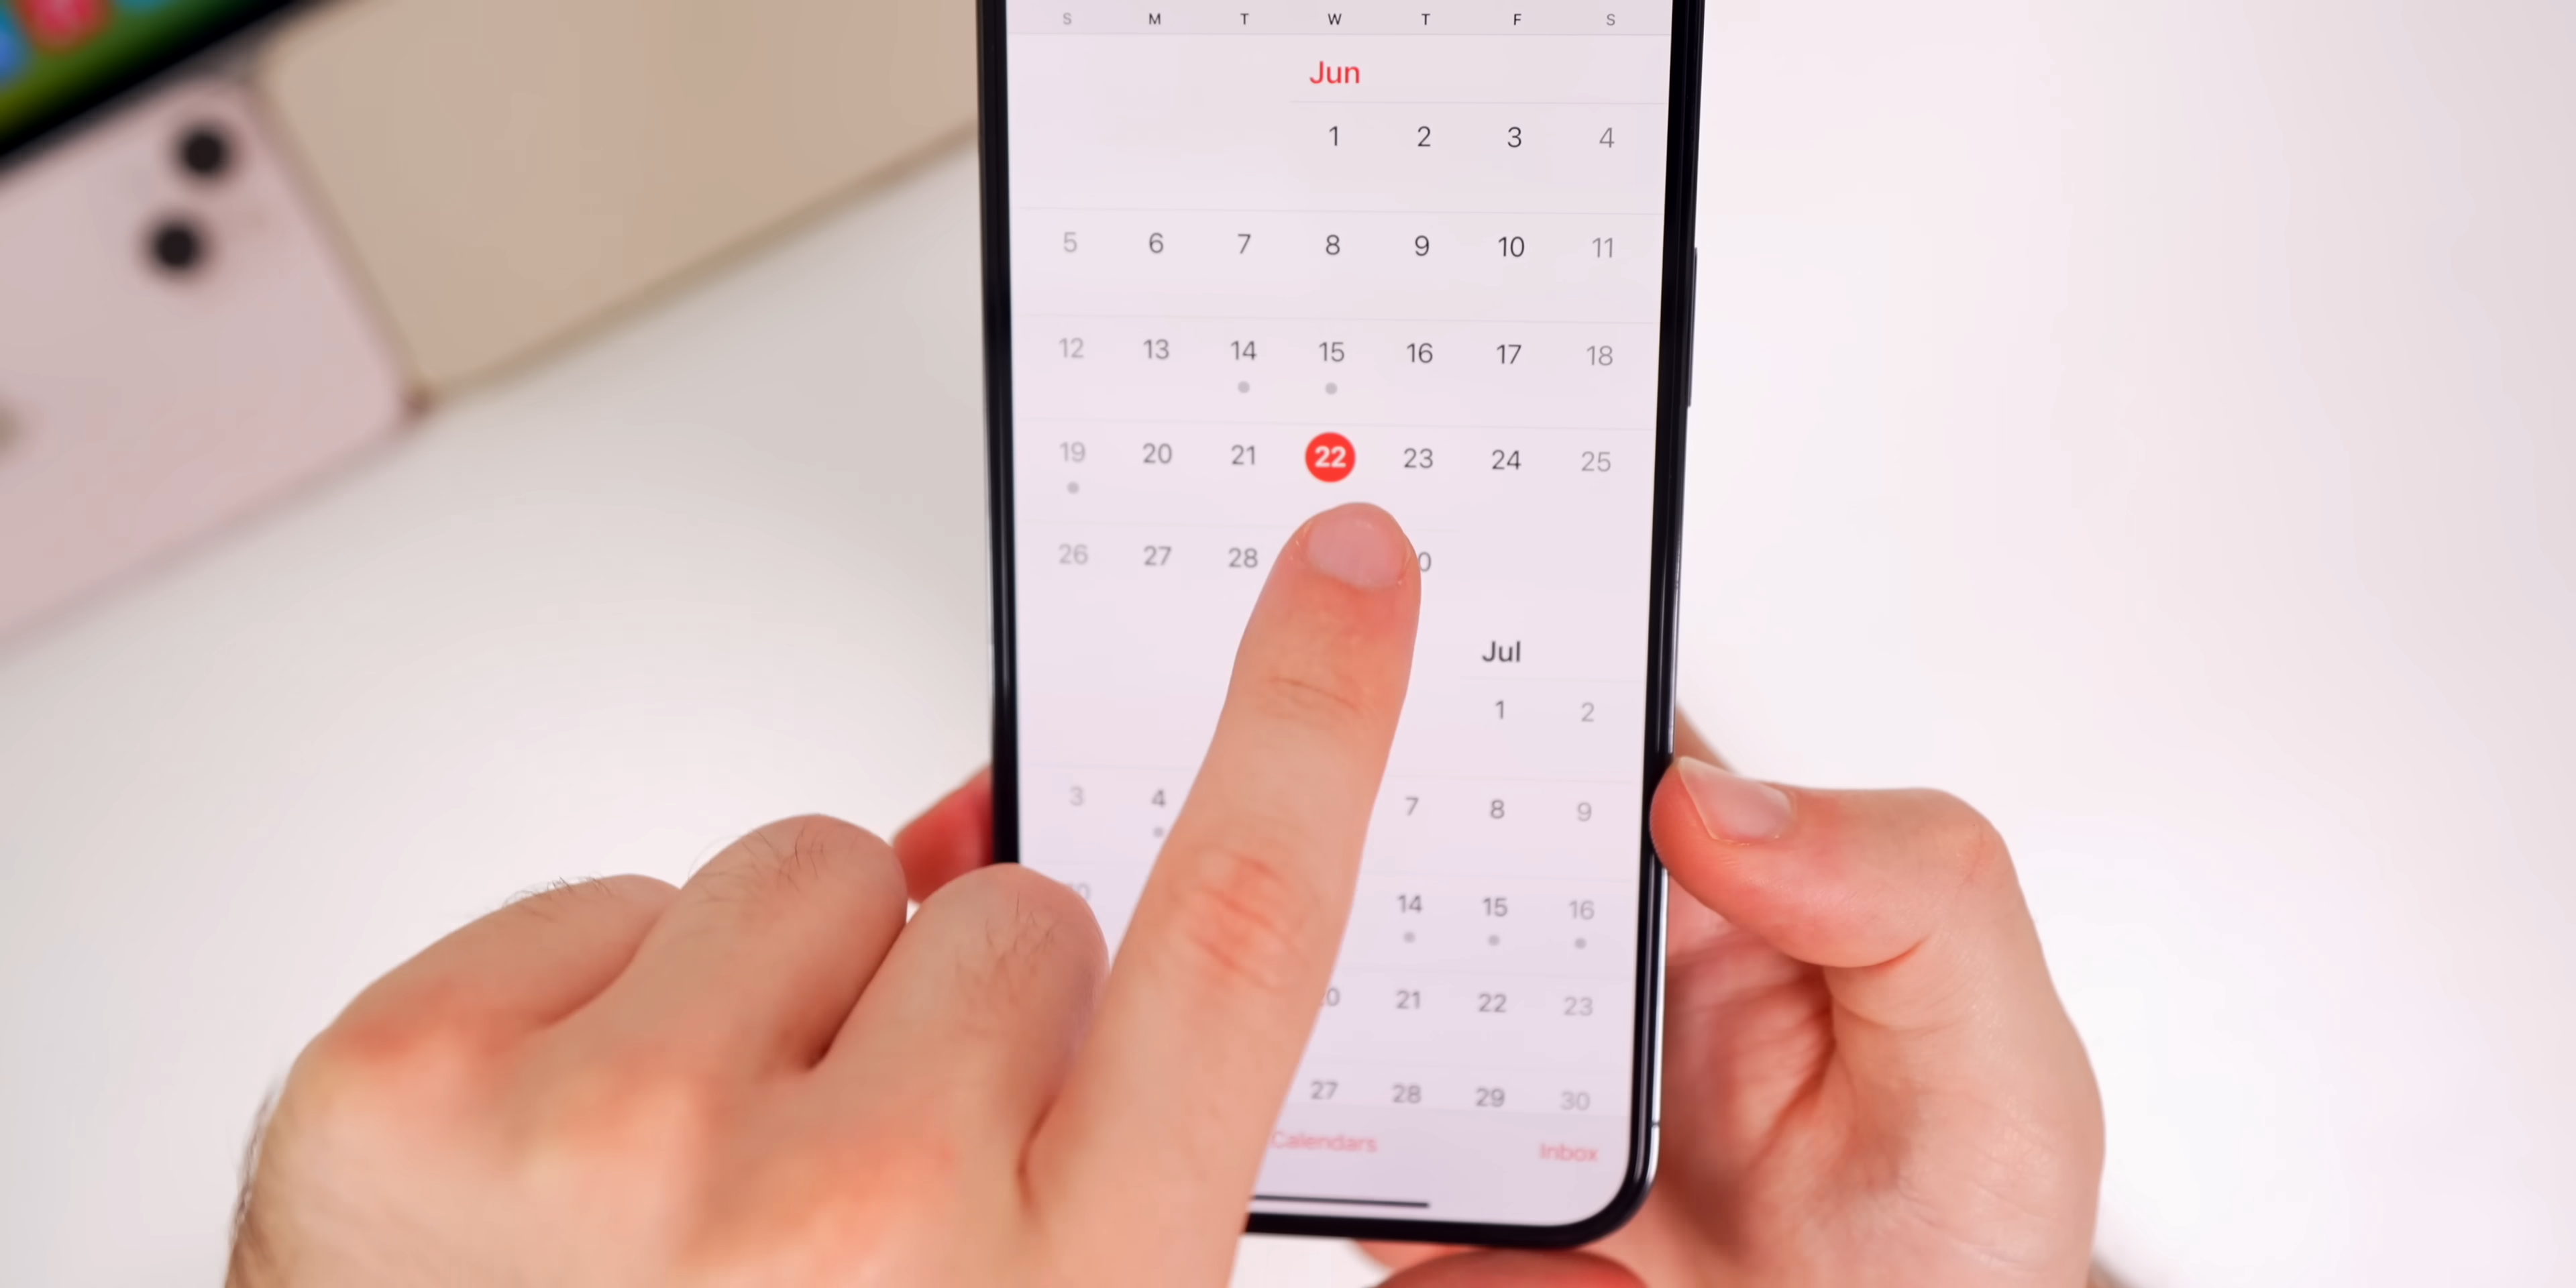 S M T W T F S
Jun
1 2 3 4
5 6 7 8 9 10 11
12 13 14 15 16 17 18
19 20 21 22 23 24 25
26 27 28
Jul
1 2
3 4 7 8 9
14 15 16
21 22 23
27 28 29 30
Calendars Inbox